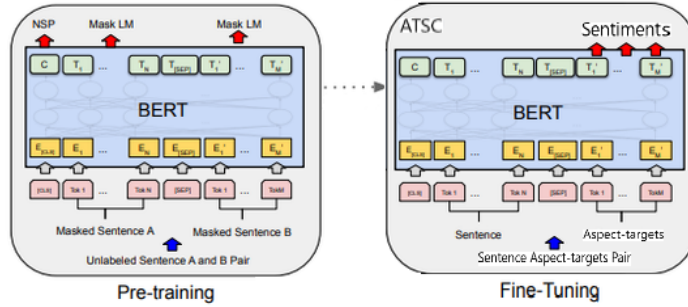 NSP Mask LM Mask LM
C T1 ... TN T[SEP] T1' ... TM'
BERT
E[CLS] E1 ... EN E[SEP] E1' ... EM'
[CLS] Tok 1 ... Tok N [SEP] Tok 1 ... TokM
Masked Sentence A Masked Sentence B
Unlabeled Sentence A and B Pair
Pre-training
ATSC
Sentiments
C T1 ... TN T[SEP] T1' ... TM'
BERT
E[CLS] E1 ... EN E[SEP] E1' ... EM'
[CLS] Tok 1 ... Tok N [SEP] Tok 1 ... TokM
Sentence Aspect-targets
Sentence Aspect-targets Pair
Fine-Tuning